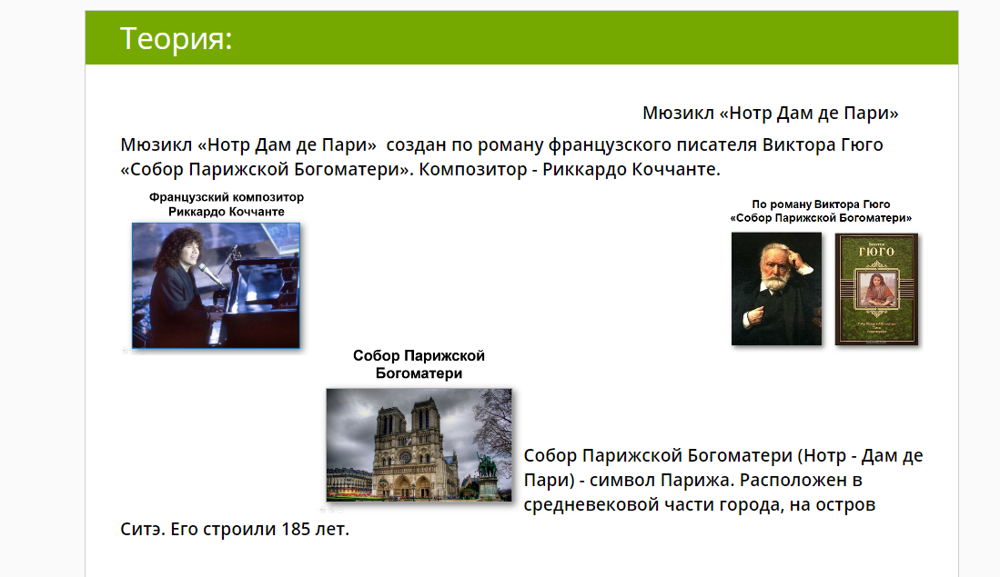 Теория:
Мюзикл «Нотр Дам де Пари»
Мюзикл «Нотр Дам де Пари» создан по роману французского писателя Виктора Гюго
«Собор Парижской Богоматери». Композитор - Риккардо Коччанте.
Французский композитор
Риккардо Коччанте
По роману Виктора Гюго
«Собор Парижской Богоматери»
ГЮГО
Собор Парижской
Богоматери
Собор Парижской Богоматери (Нотр - Дам де
Пари) - символ Парижа. Расположен в
средневековой части города, на остров
Ситэ. Его строили 185 лет.